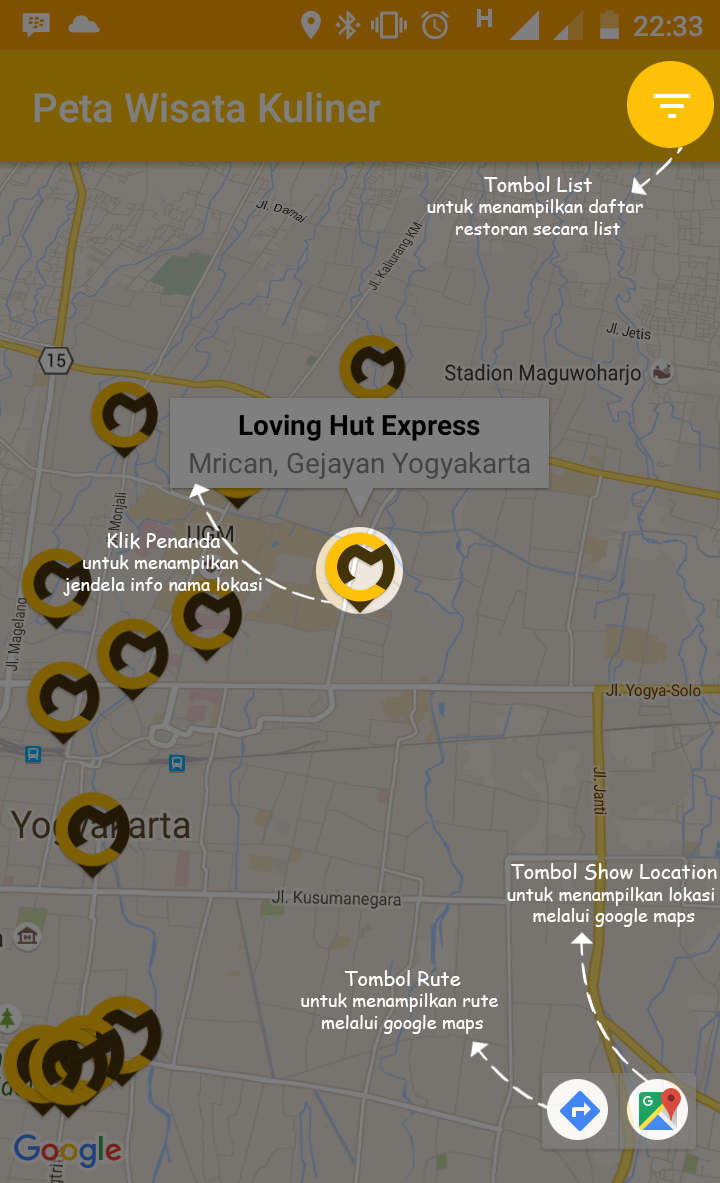 H
22:33
Peta Wisata Kuliner
Tombol List
untuk menampilkan daftar
restoran secara list
Jl. Damai
Jl. Kaliurang KM
Jl. Jetis
15
Stadion Maguwoharjo
Loving Hut Express
Mrican, Gejayan Yogyakarta
Monjali
UGM
Klik Penanda
untuk menampilkan
jendela info nama lokasi
Jl. Magelang
Jl. Yogya-Solo
Jl. Janti
Yogyakarta
Tombol Show Location
untuk menampilkan lokasi
melalui google maps
Jl. Kusumanegara
Tombol Rute
untuk menampilkan rute
melalui google maps
G
Google